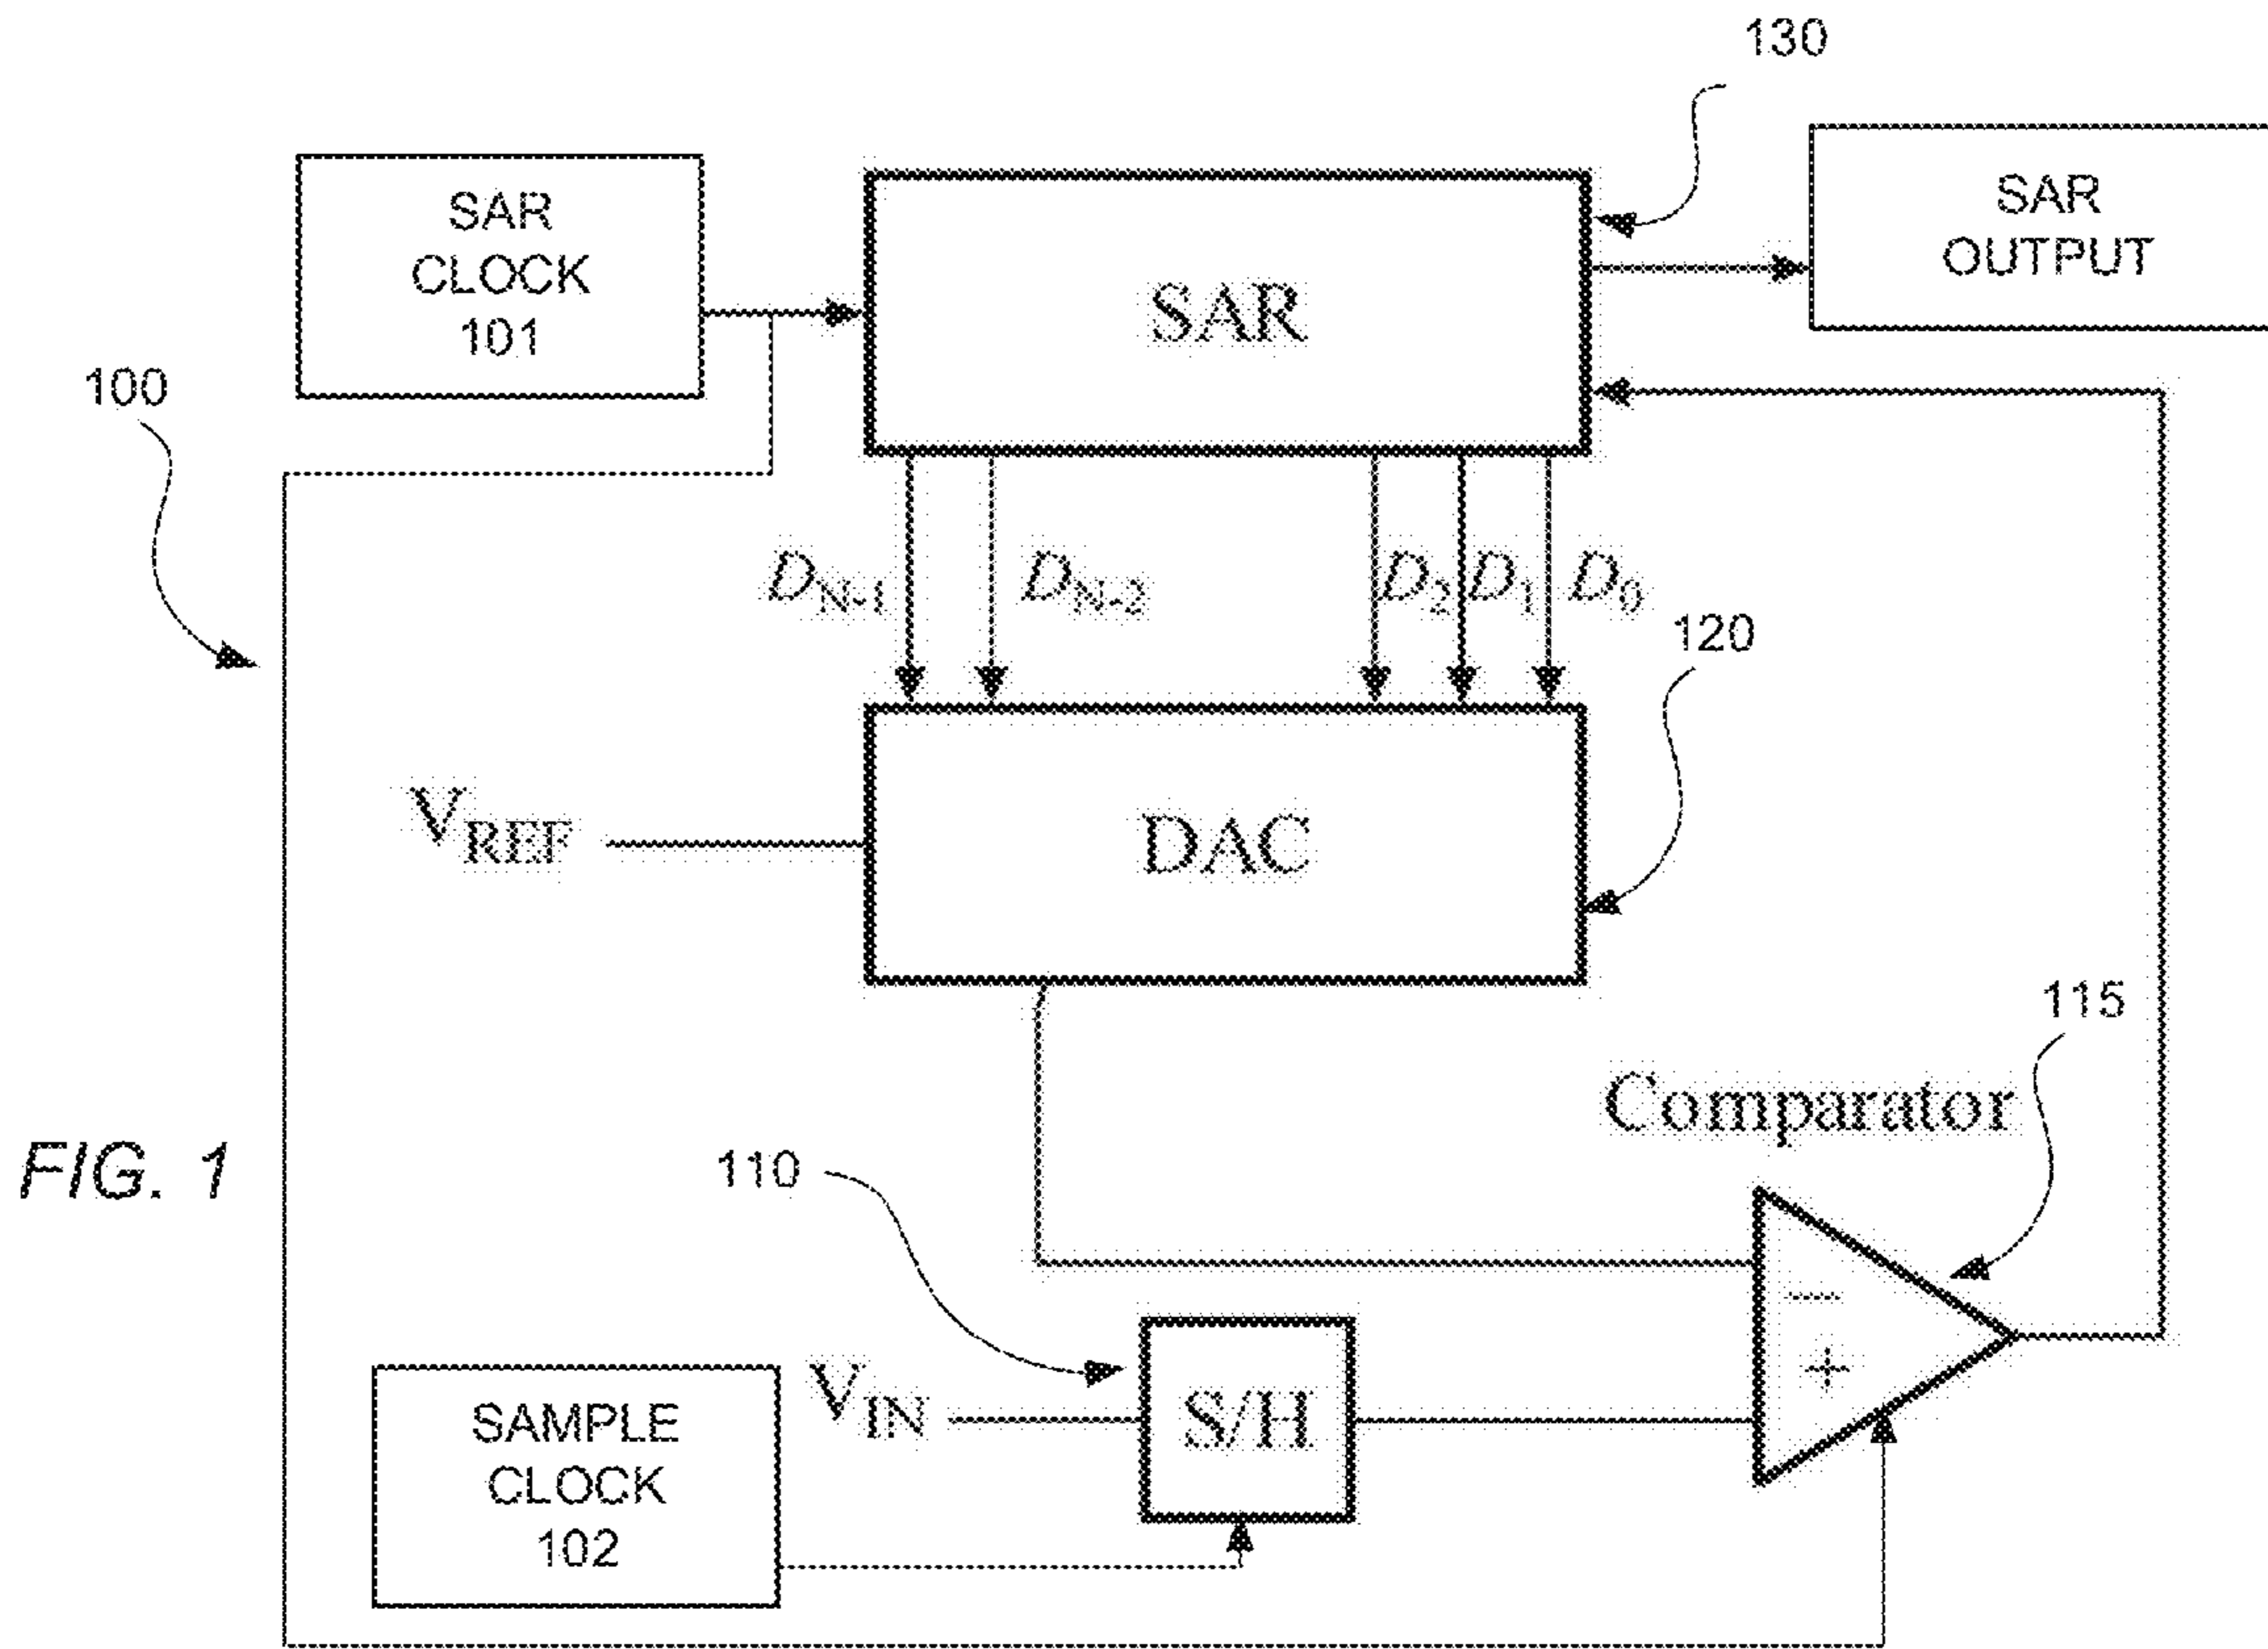 130
SAR
CLOCK
101
SAR
SAR
OUTPUT
100
D_{N-1} D_{N-2} D_2 D_1 D_0
120
V_{REF}
DAC
115
Comparator
FIG. 1
110
−
+
V_{IN}
S/H
SAMPLE
CLOCK
102